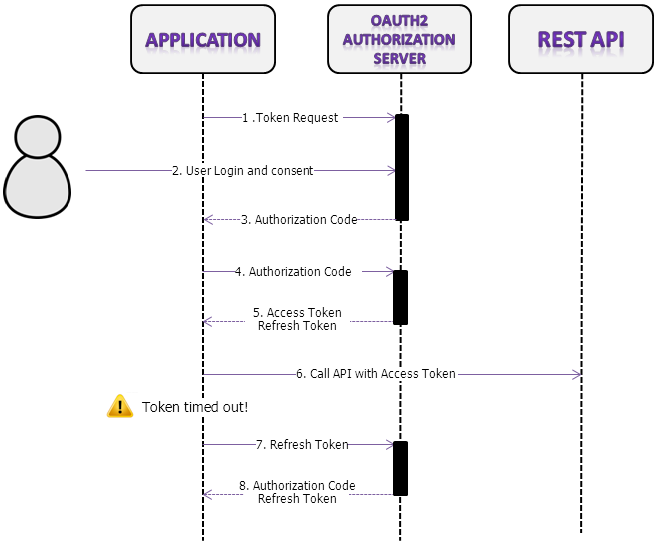 APPLICATION
OAUTH2
AUTHORIZATION
SERVER
REST API
1 .Token Request
2. User Login and consent
3. Authorization Code
4. Authorization Code
5. Access Token
Refresh Token
6. Call API with Access Token
Token timed out!
7. Refresh Token
8. Authorization Code
Refresh Token